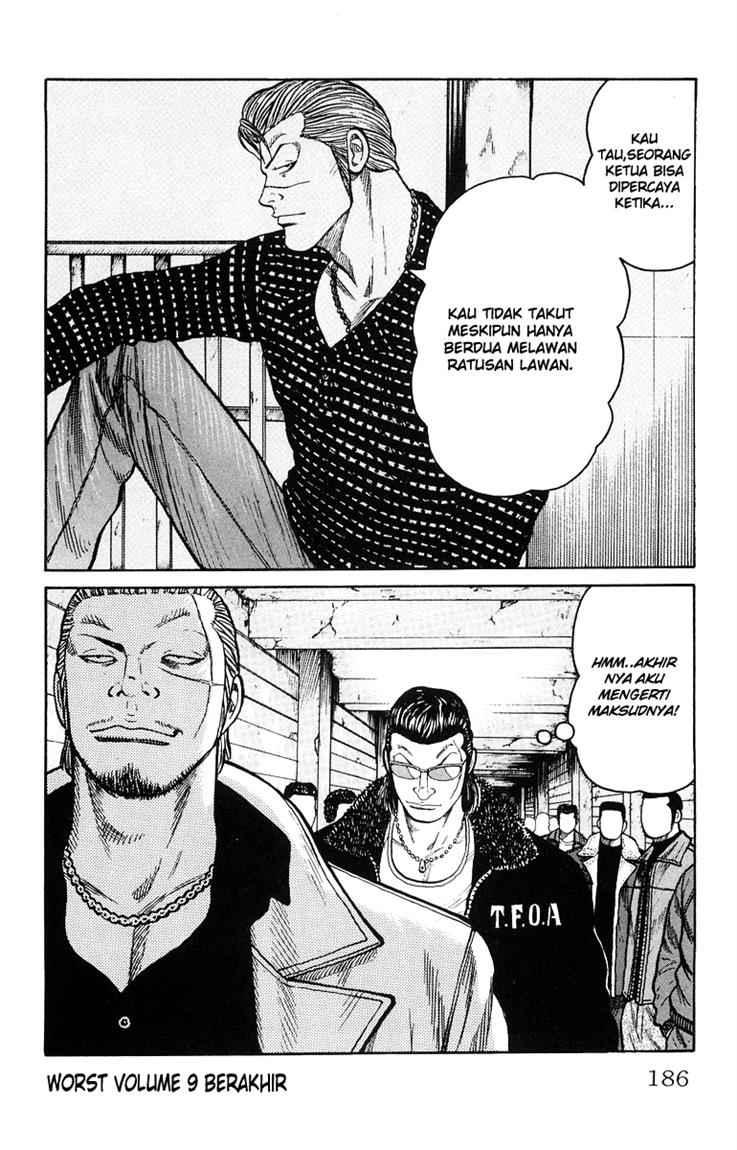 KAU
TAU,SEORANG
KETUA BISA
DIPERCAYA
KETIKA...
KAU TIDAK TAKUT
MESKIPUN HANYA
BERDUA MELAWAN
RATUSAN LAWAN.
HMM..AKHIR
NYA AKU
MENGERTI
MAKSUDNYA!
T.F.O.A
WORST VOLUME 9 BERAKHIR
186